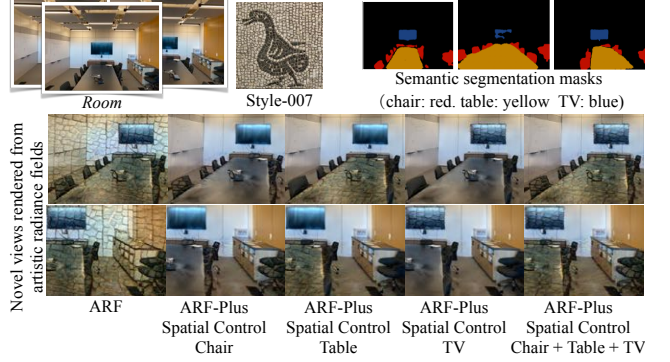 Room
Style-007
Semantic segmentation masks
(chair: red. table: yellow TV: blue)
Novel views rendered from
artistic radiance fields
ARF
ARF-Plus
Spatial Control
Chair
ARF-Plus
Spatial Control
Table
ARF-Plus
Spatial Control
TV
ARF-Plus
Spatial Control
Chair + Table + TV